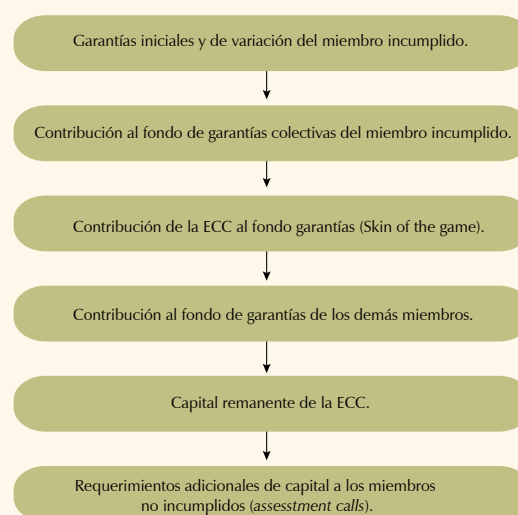 Garantías iniciales y de variación del miembro incumplido.
Contribución al fondo de garantías colectivas del miembro incumplido.
Contribución de la ECC al fondo garantías (Skin of the game).
Contribución al fondo de garantías de los demás miembros.
Capital remanente de la ECC.
Requerimientos adicionales de capital a los miembros
no incumplidos (assesstment calls).